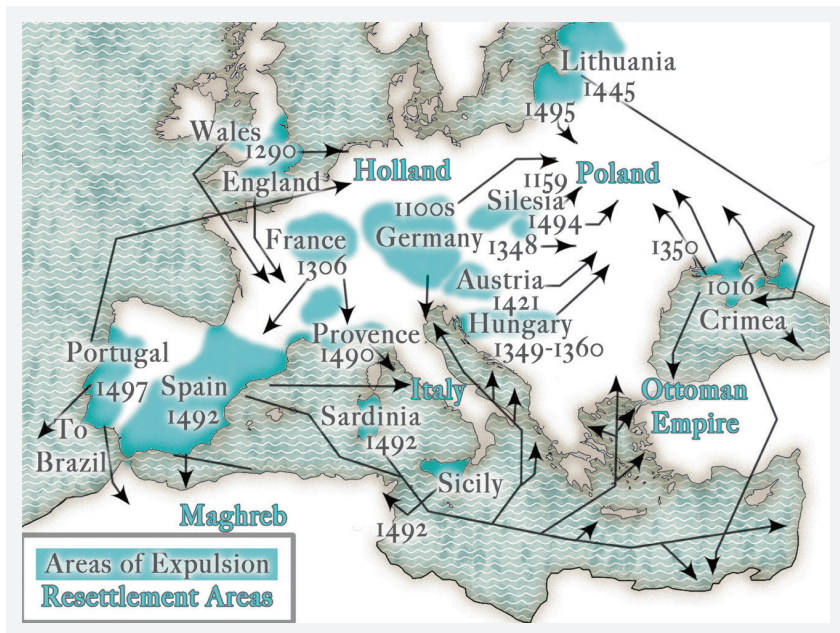 Lithuania
1445
1495
Wales
1290
England
Holland
1159
Poland
1100s
Silesia
1494
Germany
1348
France
1306
1350
1016
Crimea
Austria
1421
Hungary
1349-1360
Provence
1490
Portugal
1497
Spain
1492
Italy
Sardinia
1492
Ottoman
Empire
To
Brazil
Sicily
1492
Maghreb
Areas of Expulsion
Resettlement Areas